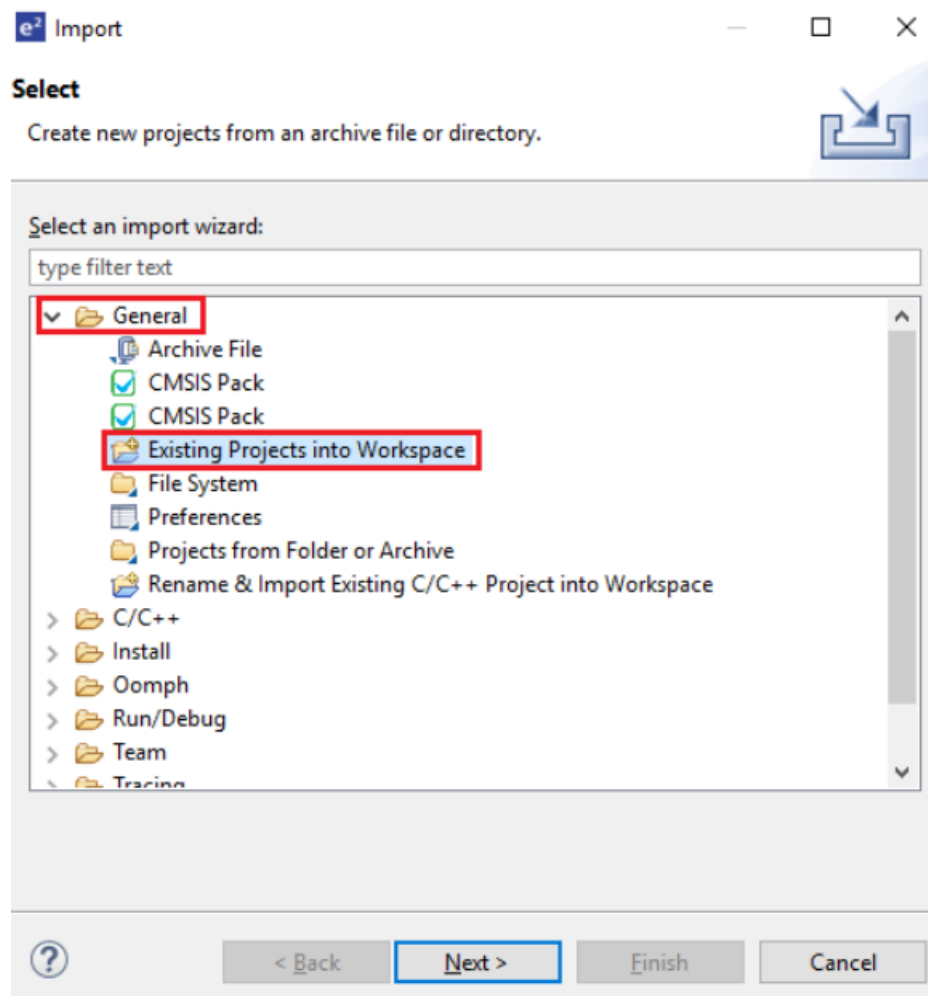 e² Import
Select
Create new projects from an archive file or directory.
Select an import wizard:
type filter text
General
Archive File
CMSIS Pack
CMSIS Pack
Existing Projects into Workspace
File System
Preferences
Projects from Folder or Archive
Rename & Import Existing C/C++ Project into Workspace
C/C++
Install
Oomph
Run/Debug
Team
Tracing
? < Back Next > Finish Cancel